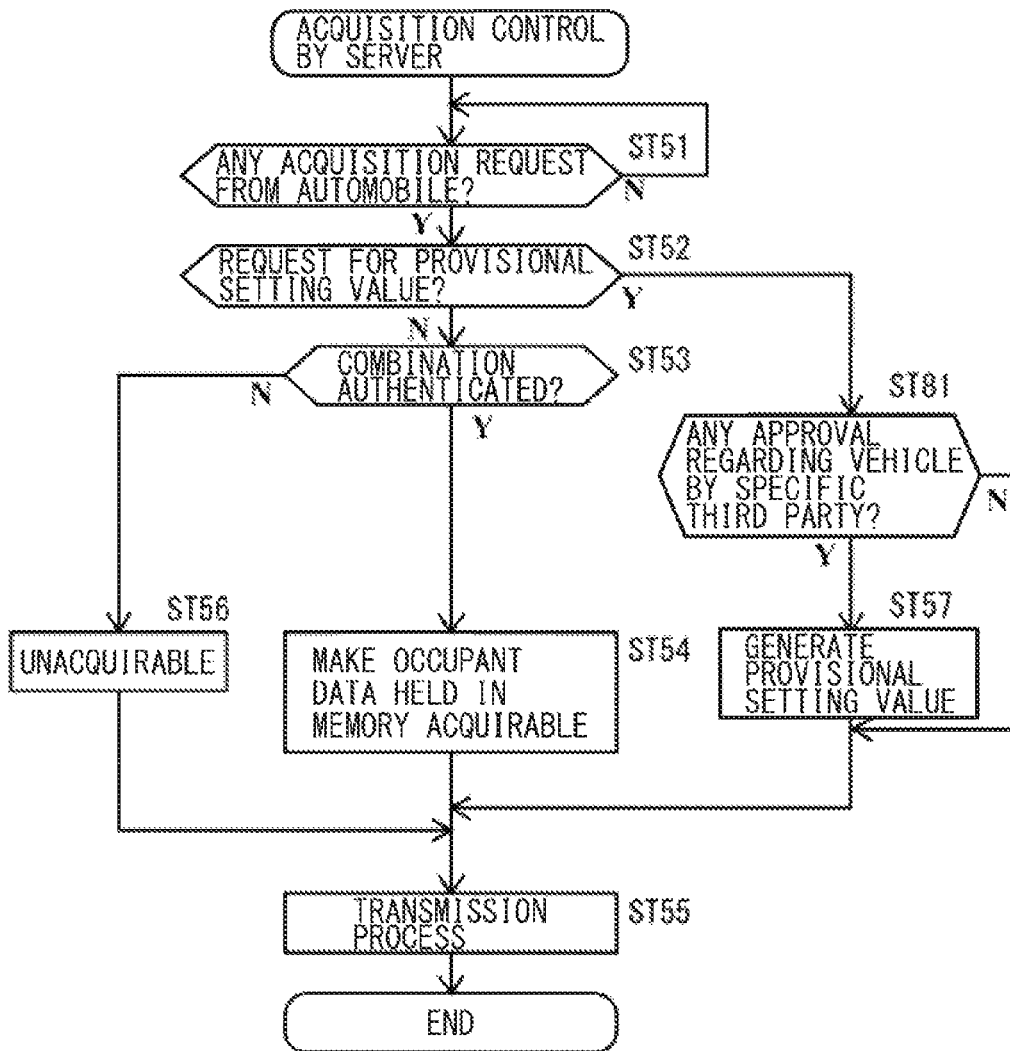 ACQUISITION CONTROL
BY SERVER
ST51
ANY ACQUISITION REQUEST
FROM AUTOMOBILE?
N
Y
ST52
REQUEST FOR PROVISIONAL
SETTING VALUE?
Y
N
ST53
COMBINATION
AUTHENTICATED?
N
Y
ST81
ANY APPROVAL
REGARDING VEHICLE
BY SPECIFIC
THIRD PARTY?
N
Y
ST56
UNACQUIRABLE
ST54
MAKE OCCUPANT
DATA HELD IN
MEMORY ACQUIRABLE
ST57
GENERATE
PROVISIONAL
SETTING VALUE
TRANSMISSION
PROCESS
ST55
END